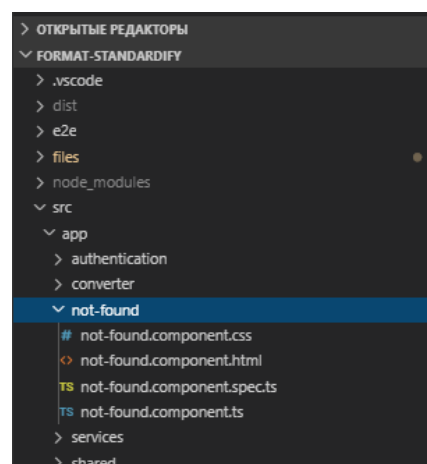 ОТКРЫТЫЕ РЕДАКТОРЫ
FORMAT-STANDARDIFY
.vscode
dist
e2e
files
node_modules
src
app
authentication
converter
not-found
# not-found.component.css
<> not-found.component.html
TS not-found.component.spec.ts
TS not-found.component.ts
services
shared